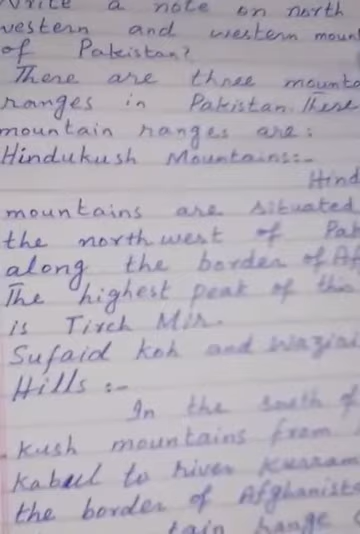 a note on north
western and western moun
of Pakistan?
There are three mounta
ranges in Pakistan. These
mountain ranges are:
Hindukush Mountains:-
Hind
mountains are situated
the northwest of Pak
along the border of Af
The highest peak of this
is Tirch Mir.
Sufaid Koh and Wazir
Hills :-
In the south of
kush mountains from
Kabul to river Kurram
the border of Afghanista
tain range